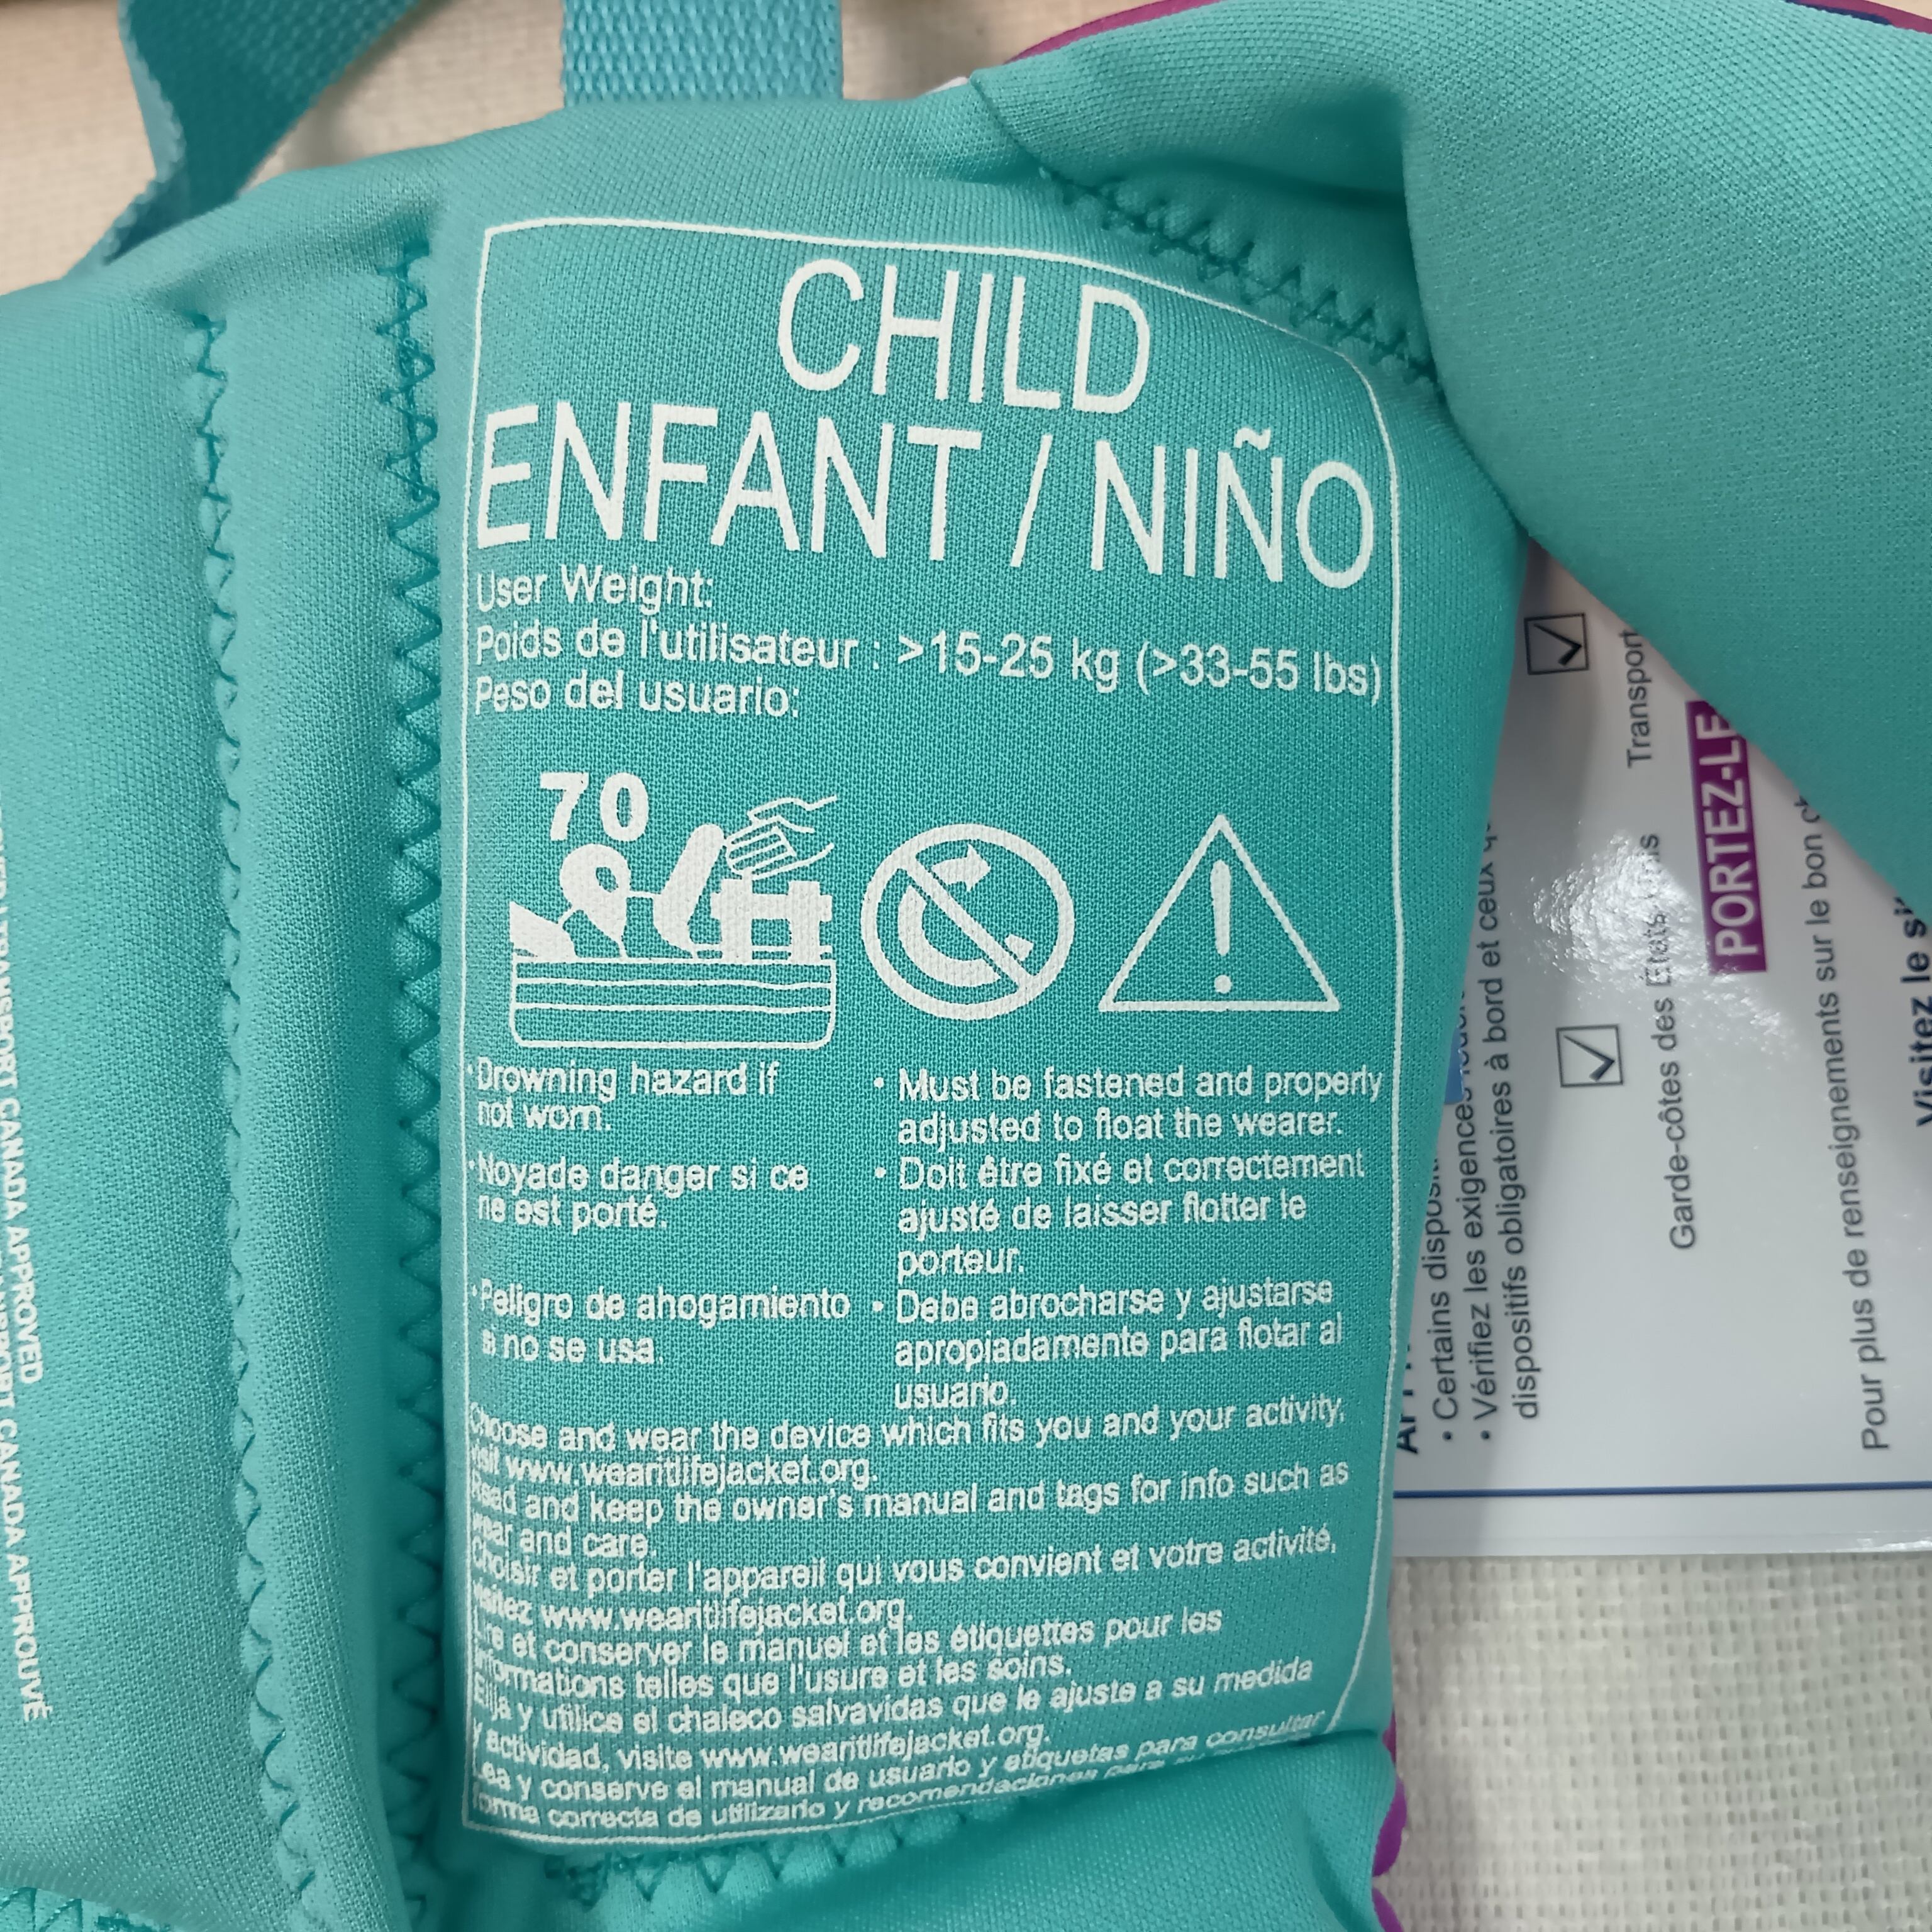 CHILD
ENFANT / NIÑO
User Weight:
Poids de l'utilisateur : >15-25 kg (>33-55 lbs)
Peso del usuario:
70
• Drowning hazard if
not worn.
• Noyade danger si ce
ne est porté.
• Peligro de ahogamiento
si no se usa.
• Must be fastened and properly
adjusted to float the wearer.
• Doit être fixé et correctement
ajusté de laisser flotter le
porteur.
• Debe abrocharse y ajustarse
apropiadamente para flotar al
usuario.
Choose and wear the device which fits you and your activity,
visit www.wearitlifejacket.org.
Read and keep the owner's manual and tags for info such as
wear and care.
Choisir et porter l'appareil qui vous convient et votre activité,
visitez www.wearitlifejacket.org.
Lire et conserver le manuel et les étiquettes pour les
informations telles que l'usure et les soins.
Elija y utilice el chaleco salvavidas que le ajuste a su medida
y actividad, visite www.wearitlifejacket.org.
Lea y conserve el manual de usuario y etiquetas para consultar
forma correcta de utilizarlo y recomendaciones para su
TRANSPORT CANADA APPROVED
TRANSPORT CANADA APPROUVÉ
• Certains
• Vérifiez les exigences
dispositifs obligatoires à bord et ceux
Transport
Garde-côtes des États-Unis
PORTEZ-LE
Pour plus de renseignements sur le bon
Visitez le